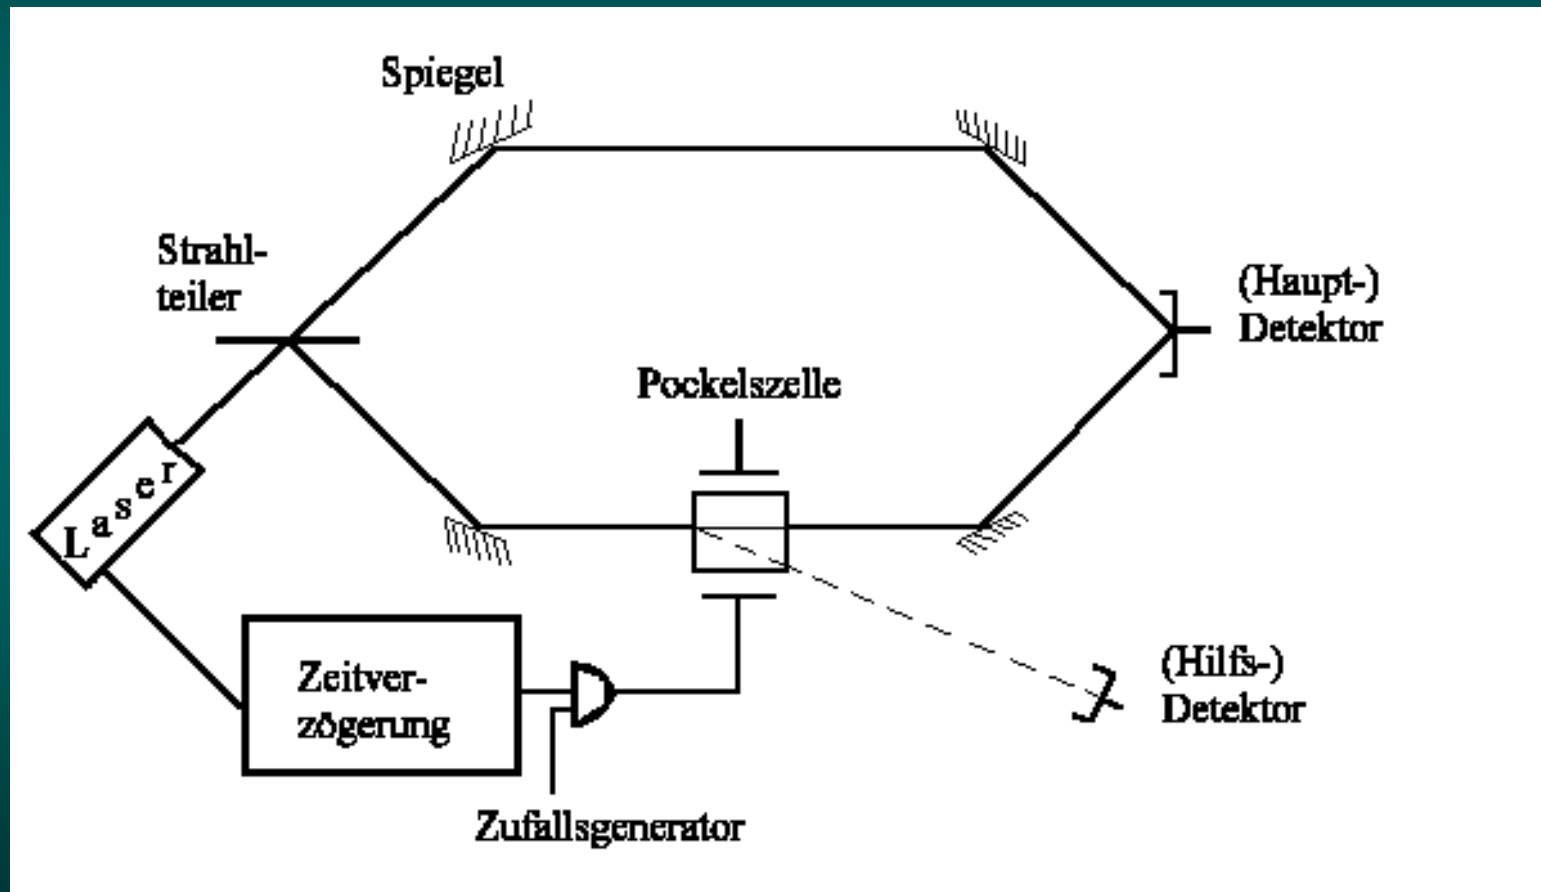 Spiegel
Strahl-
teiler
(Haupt-)
Detektor
Pockelszelle
Laser
Zeitver-
zögerung
(Hilfs-)
Detektor
Zufallsgenerator